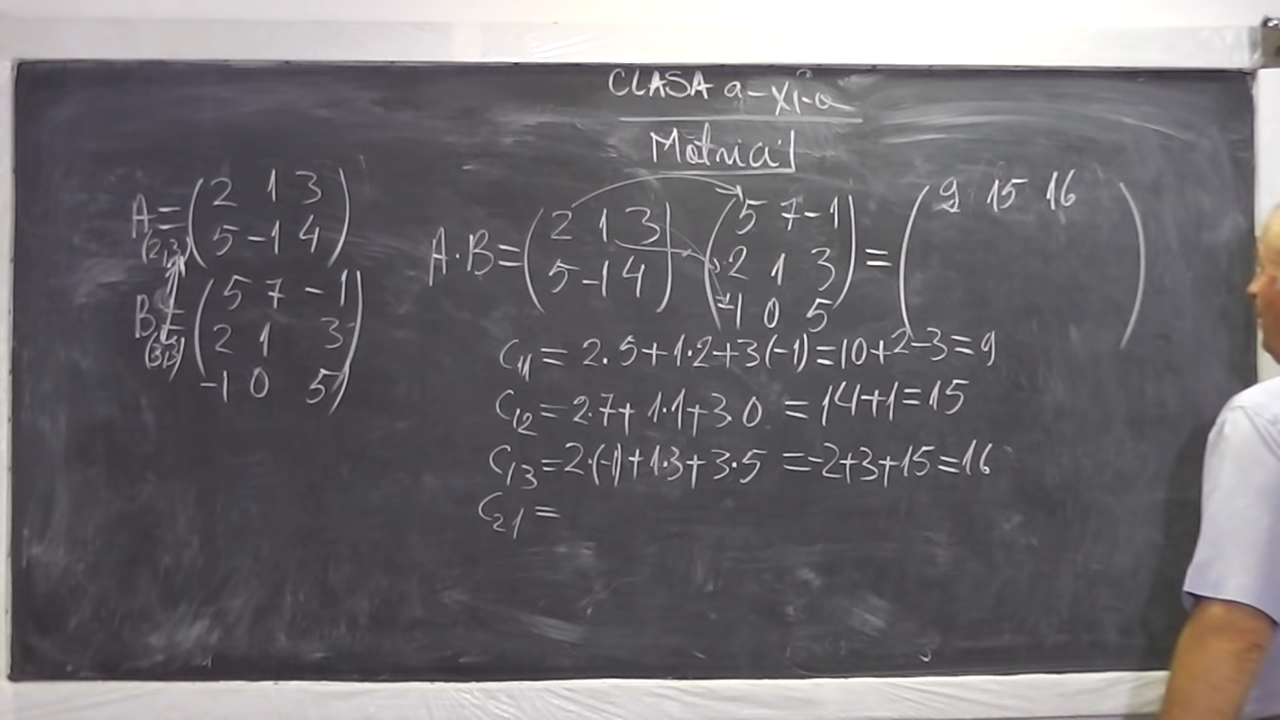 CLASA a-XI-a
Matrici
A = (2 1 3
(2,3) 5 -1 4)
B = (5 7 -1
2 1 3
(3,3) -1 0 5)
A·B = (2 1 3) · (5 7 -1) = (9 15 16
(5 -1 4) (2 1 3)
-1 0 5
C11 = 2·5+1·2+3(-1)=10+2-3=9
C12 = 2·7+1·1+3·0 = 14+1=15
C13 = 2·(-1)+1·3+3·5 = -2+3+15=16
C21 =